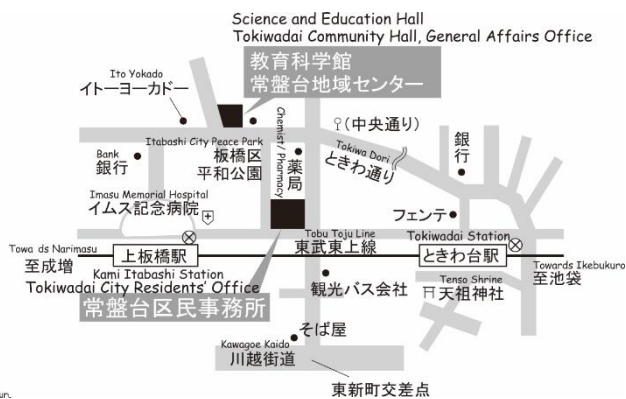 Science and Education Hall
Tokiwadai Community Hall, General Affairs Office
教育科学館
常盤台地域センター
Ito Yokado
イトーヨーカドー
Chemist/Pharmacy
薬局
(中央通り)
Tokiwa Dori
ときわ通り
銀行
Itabashi City Peace Park
板橋区
平和公園
Bank
銀行
Imasu Memorial Hospital
イムス記念病院
フェンテ
Tobu Toju Line
東武東上線
Tokiwadai Station
ときわ台駅
Towa ds Narimasu
至成増
上板橋駅
Kami Itabashi Station
Towards Ikebukuro
至池袋
Tokiwadai City Residents' Office
常盤台区民事務所
観光バス会社
Tenso Shrine
天祖神社
そば屋
Kawagoe Kaido
川越街道
東新町交差点